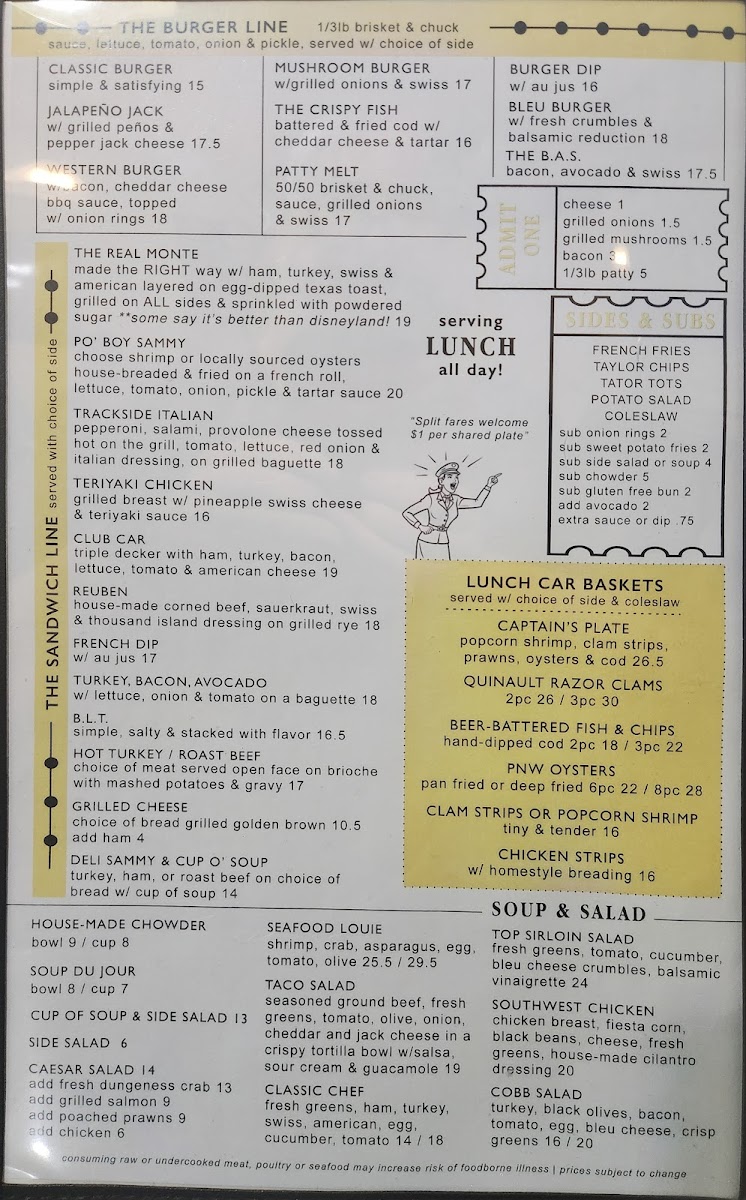 THE BURGER LINE 1/3lb brisket & chuck
sauce, lettuce, tomato, onion & pickle, served w/ choice of side
CLASSIC BURGER
simple & satisfying 15
JALAPEÑO JACK
w/ grilled peños &
pepper jack cheese 17.5
WESTERN BURGER
w/bacon, cheddar cheese
bbq sauce, topped
w/ onion rings 18
MUSHROOM BURGER
w/grilled onions & swiss 17
THE CRISPY FISH
battered & fried cod w/
cheddar cheese & tartar 16
PATTY MELT
50/50 brisket & chuck,
sauce, grilled onions
& swiss 17
BURGER DIP
w/ au jus 16
BLEU BURGER
w/ fresh crumbles &
balsamic reduction 18
THE B.A.S.
bacon, avocado & swiss 17.5
ADMIT
ONE
cheese 1
grilled onions 1.5
grilled mushrooms 1.5
bacon 3
1/3lb patty 5
THE SANDWICH LINE served with choice of side
THE REAL MONTE
made the RIGHT way w/ ham, turkey, swiss &
american layered on egg-dipped texas toast,
grilled on ALL sides & sprinkled with powdered
sugar **some say it's better than disneyland! 19
PO' BOY SAMMY
choose shrimp or locally sourced oysters
house-breaded & fried on a french roll,
lettuce, tomato, onion, pickle & tartar sauce 20
TRACKSIDE ITALIAN
pepperoni, salami, provolone cheese tossed
hot on the grill, tomato, lettuce, red onion &
italian dressing, on grilled baguette 18
TERIYAKI CHICKEN
grilled breast w/ pineapple swiss cheese
& teriyaki sauce 16
CLUB CAR
triple decker with ham, turkey, bacon,
lettuce, tomato & american cheese 19
REUBEN
house-made corned beef, sauerkraut, swiss
& thousand island dressing on grilled rye 18
FRENCH DIP
w/ au jus 17
TURKEY, BACON, AVOCADO
w/ lettuce, onion & tomato on a baguette 18
B.L.T.
simple, salty & stacked with flavor 16.5
HOT TURKEY / ROAST BEEF
choice of meat served open face on brioche
with mashed potatoes & gravy 17
GRILLED CHEESE
choice of bread grilled golden brown 10.5
add ham 4
DELI SAMMY & CUP O' SOUP
turkey, ham, or roast beef on choice of
bread w/ cup of soup 14
serving
LUNCH
all day!
"Split fares welcome
$1 per shared plate"
SIDES & SUBS
FRENCH FRIES
TAYLOR CHIPS
TATOR TOTS
POTATO SALAD
COLESLAW
sub onion rings 2
sub sweet potato fries 2
sub side salad or soup 4
sub chowder 5
sub gluten free bun 2
add avocado 2
extra sauce or dip .75
LUNCH CAR BASKETS
served w/ choice of side & coleslaw
CAPTAIN'S PLATE
popcorn shrimp, clam strips,
prawns, oysters & cod 26.5
QUINAULT RAZOR CLAMS
2pc 26 / 3pc 30
BEER-BATTERED FISH & CHIPS
hand-dipped cod 2pc 18 / 3pc 22
PNW OYSTERS
pan fried or deep fried 6pc 22 / 8pc 28
CLAM STRIPS OR POPCORN SHRIMP
tiny & tender 16
CHICKEN STRIPS
w/ homestyle breading 16
SOUP & SALAD
HOUSE-MADE CHOWDER
bowl 9 / cup 8
SOUP DU JOUR
bowl 8 / cup 7
CUP OF SOUP & SIDE SALAD 13
SIDE SALAD 6
CAESAR SALAD 14
add fresh dungeness crab 13
add grilled salmon 9
add poached prawns 9
add chicken 6
SEAFOOD LOUIE
shrimp, crab, asparagus, egg,
tomato, olive 25.5 / 29.5
TACO SALAD
seasoned ground beef, fresh
greens, tomato, olive, onion,
cheddar and jack cheese in a
crispy tortilla bowl w/salsa,
sour cream & guacamole 19
CLASSIC CHEF
fresh greens, ham, turkey,
swiss, american, egg,
cucumber, tomato 14 / 18
TOP SIRLOIN SALAD
fresh greens, tomato, cucumber,
bleu cheese crumbles, balsamic
vinaigrette 24
SOUTHWEST CHICKEN
chicken breast, fiesta corn,
black beans, cheese, fresh
greens, house-made cilantro
dressing 20
COBB SALAD
turkey, black olives, bacon,
tomato, egg, bleu cheese, crisp
greens 16 / 20
consuming raw or undercooked meat, poultry or seafood may increase risk of foodborne illness | prices subject to change